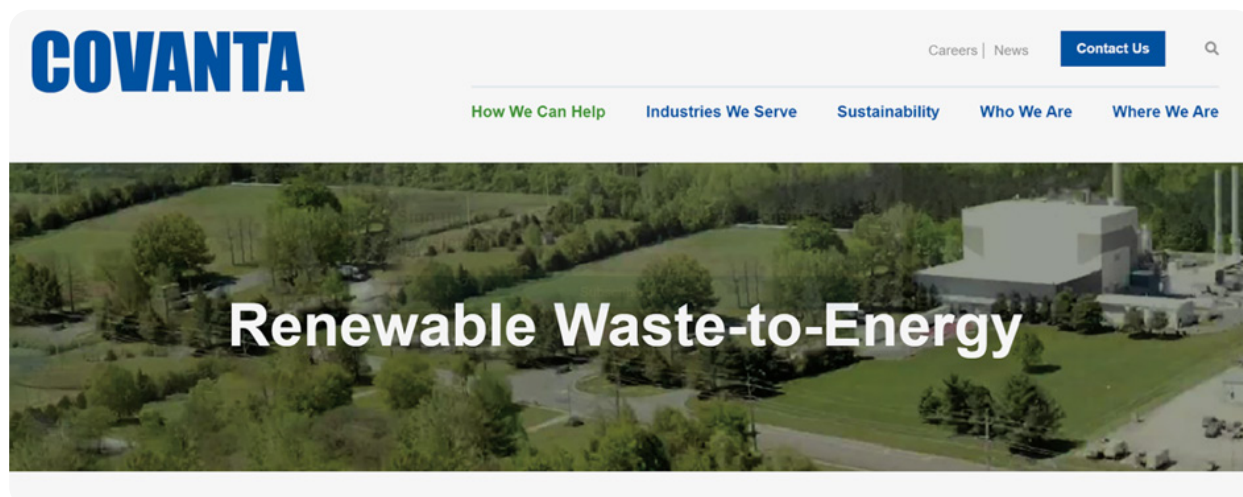 COVANTA
Careers | News Contact Us
How We Can Help Industries We Serve Sustainability Who We Are Where We Are
Renewable Waste-to-Energy